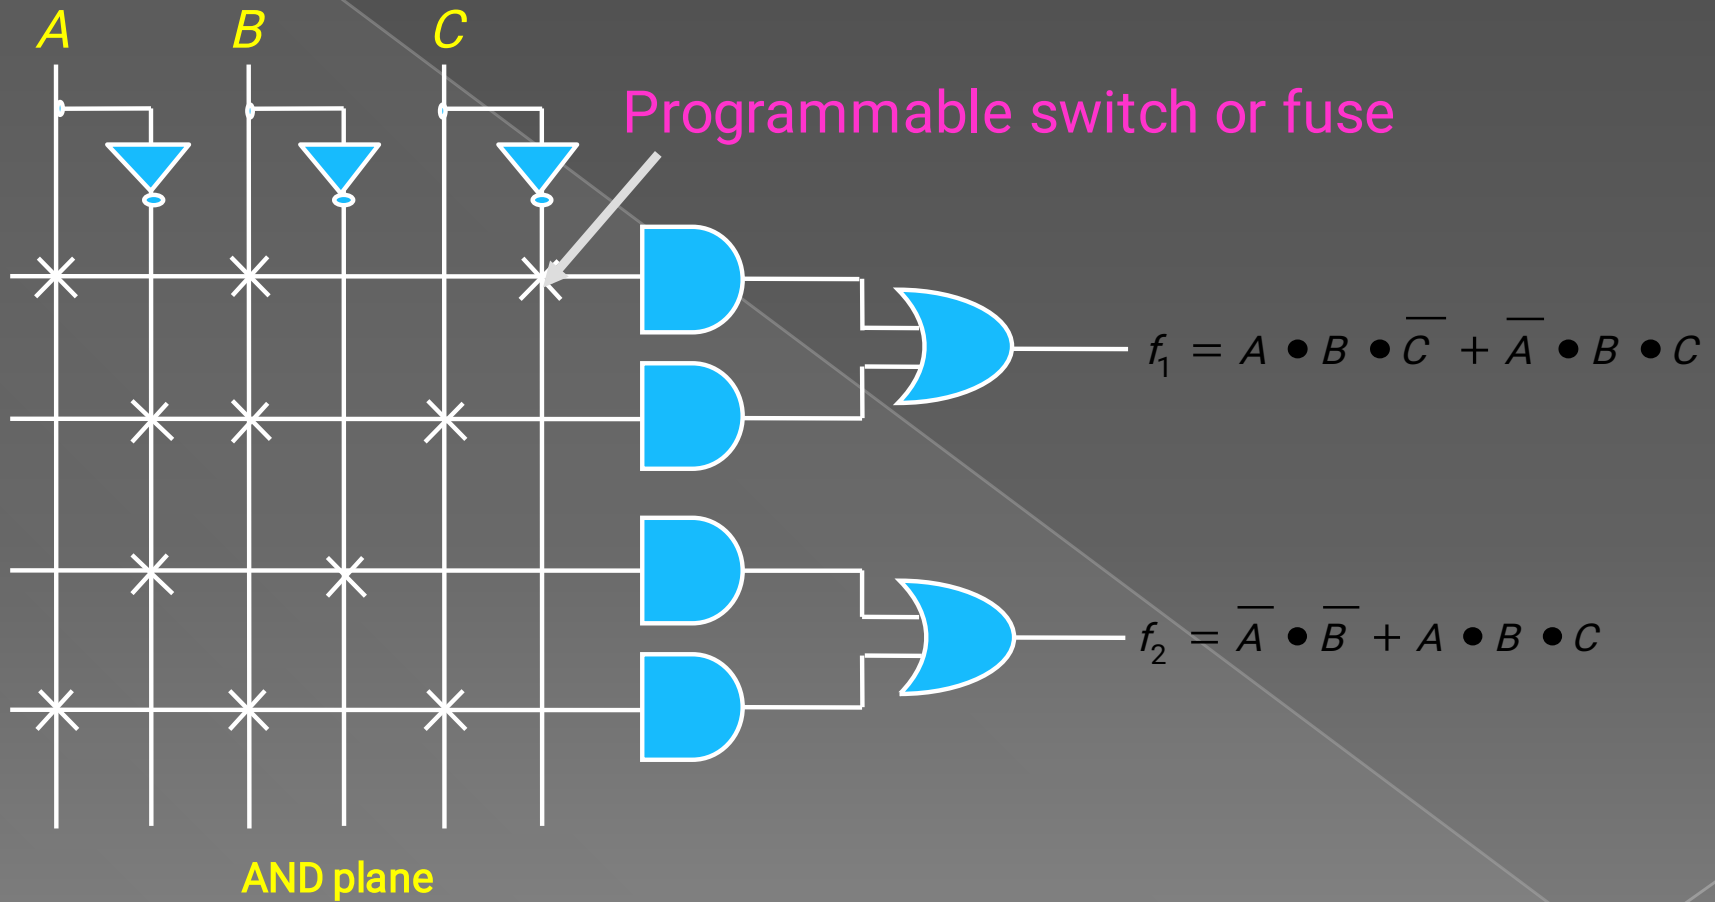 A B C
Programmable switch or fuse
f₁ = A • B • C̅ + A̅ • B • C
f₂ = A̅ • B̅ + A • B • C
AND plane